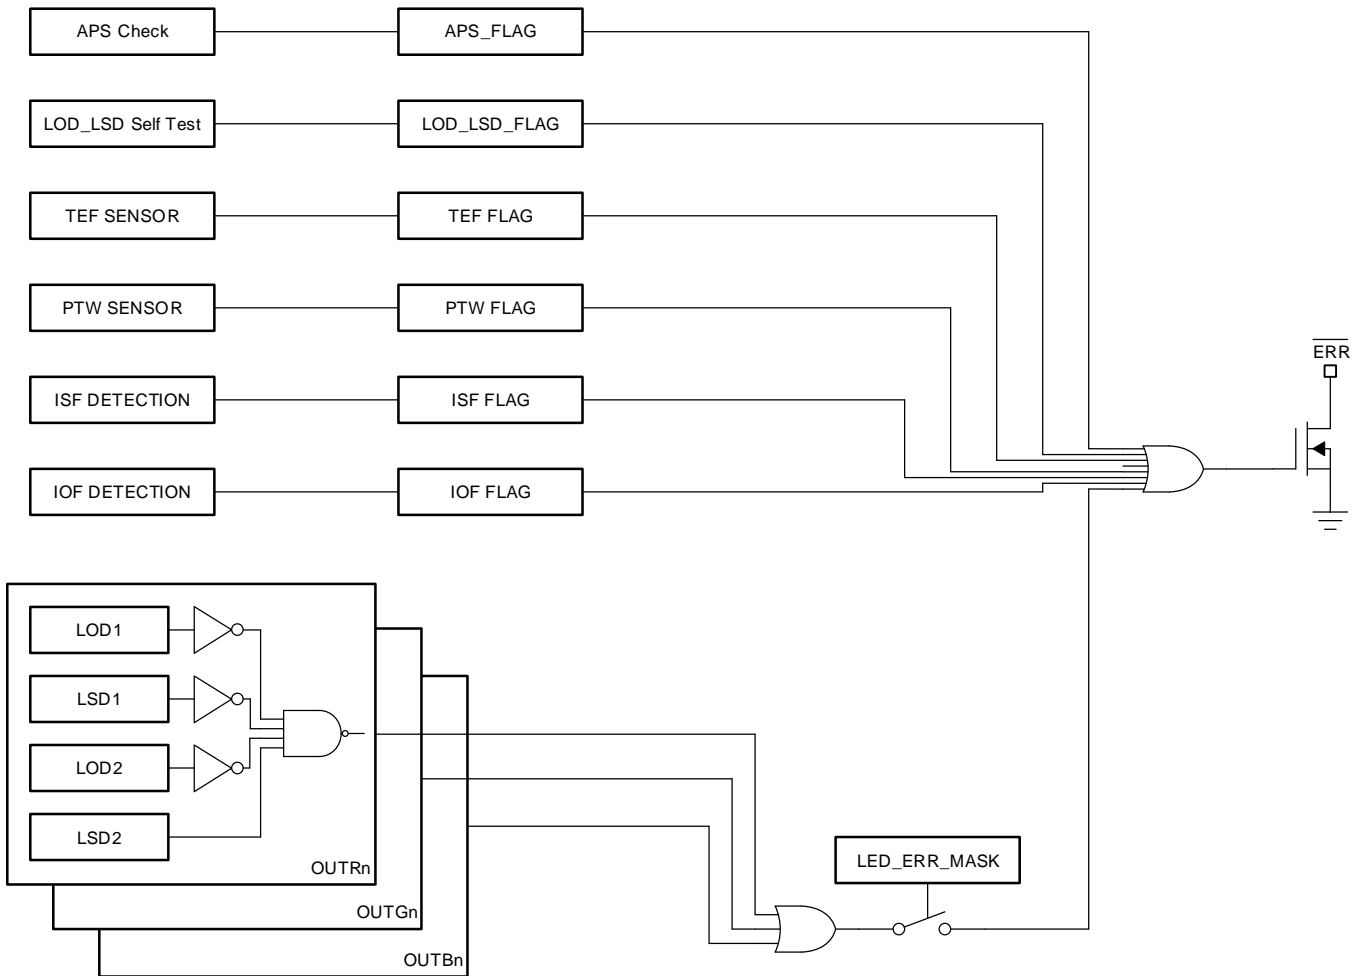 APS Check
APS_FLAG
LOD_LSD Self Test
LOD_LSD_FLAG
TEF SENSOR
TEF FLAG
PTW SENSOR
PTW FLAG
ERR
ISF DETECTION
ISF FLAG
IOF DETECTION
IOF FLAG
LOD1
LSD1
LOD2
LSD2
OUTRn
OUTGn
OUTBn
LED_ERR_MASK